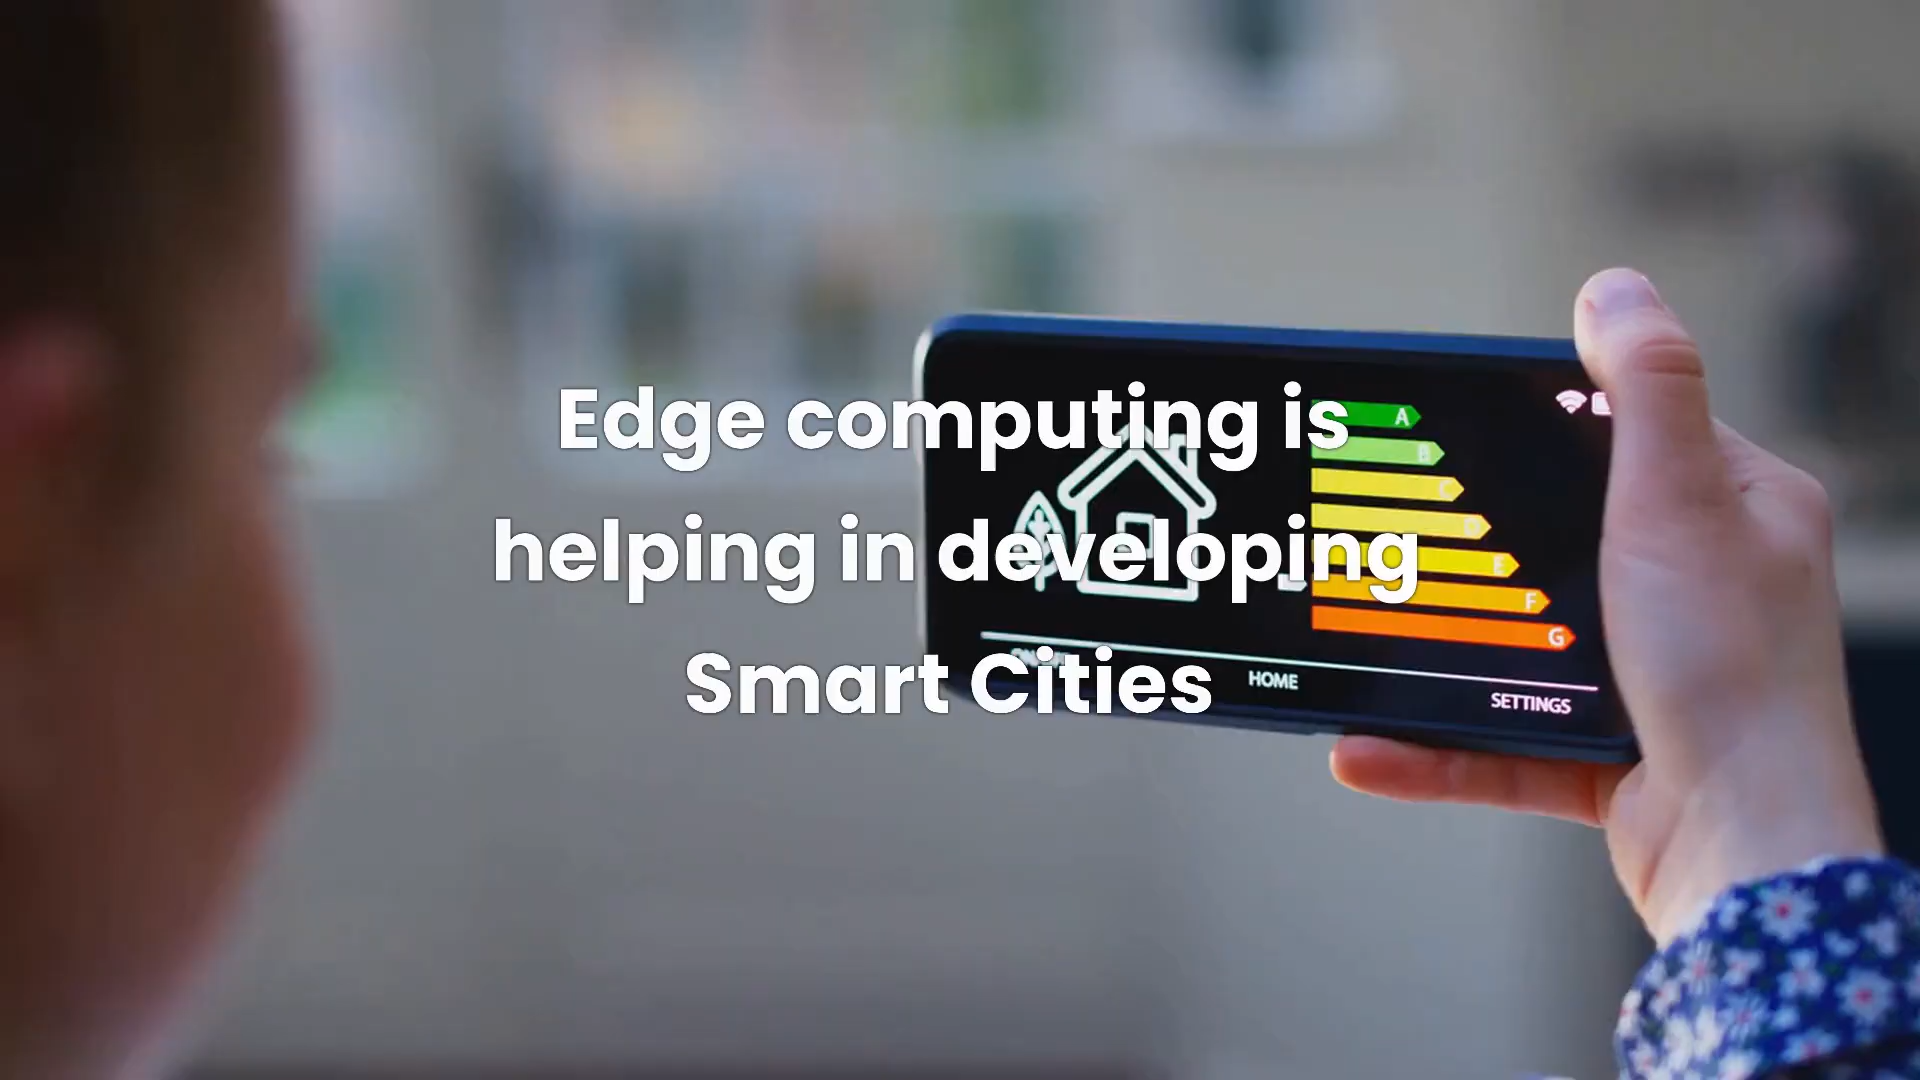 Edge computing is
helping in developing
Smart Cities
A
B
C
D
E
F
G
HOME
SETTINGS